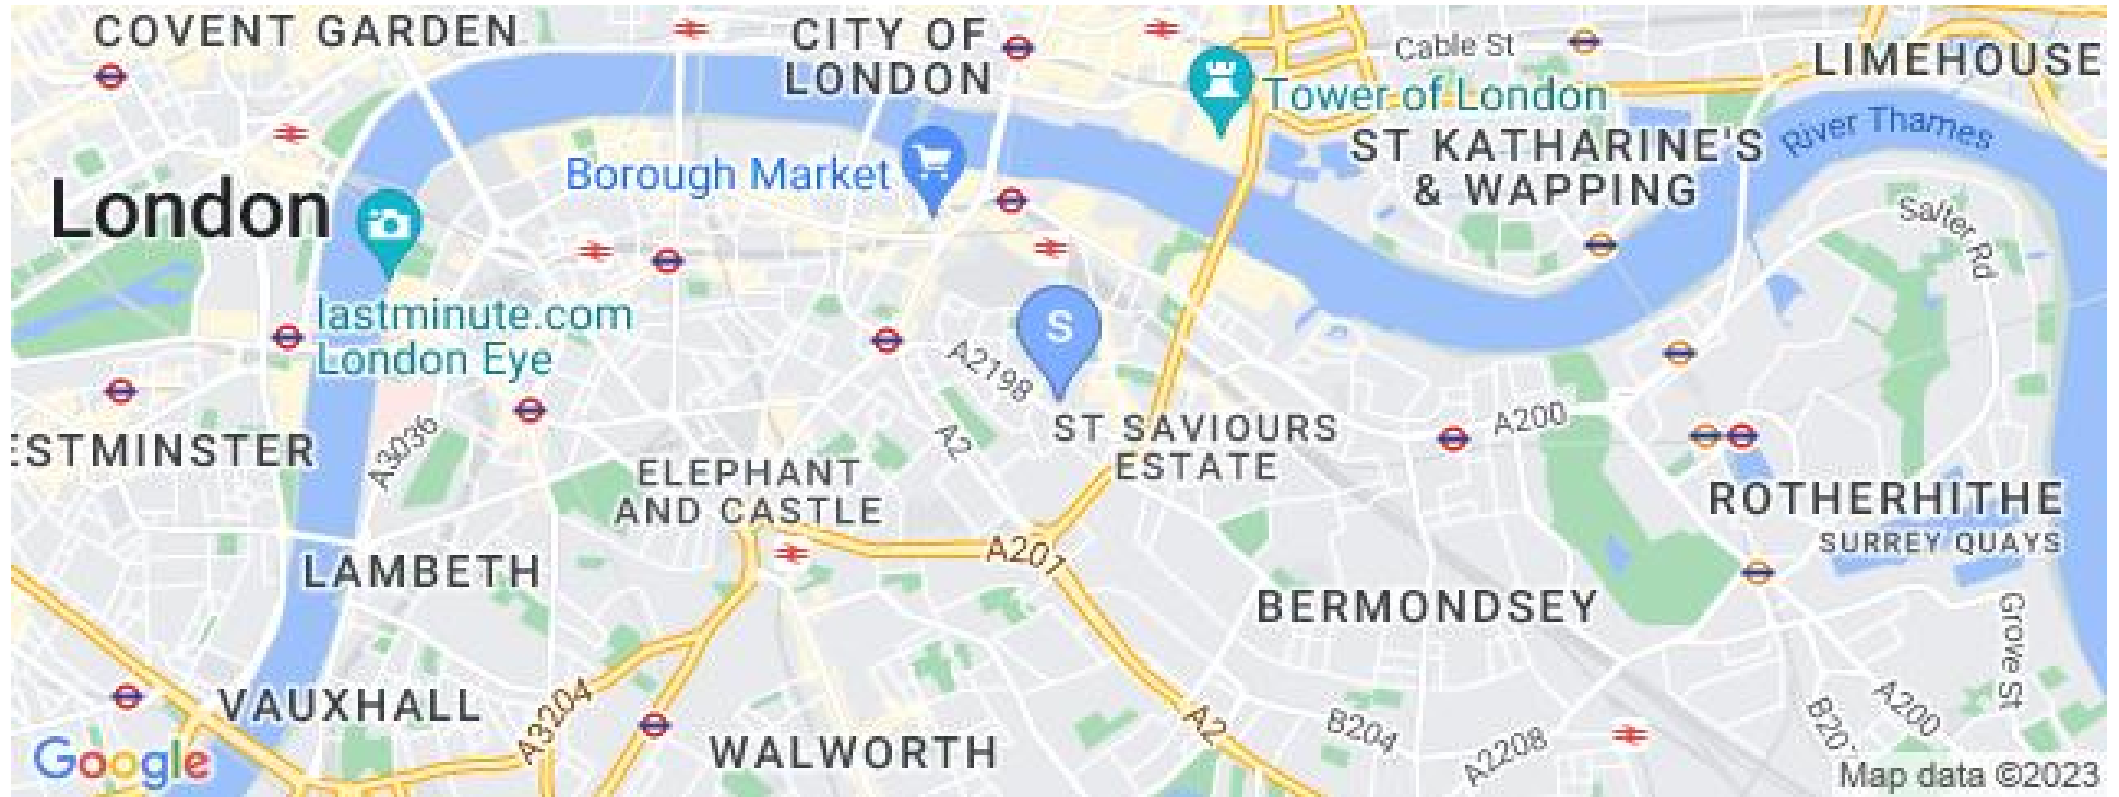 COVENT GARDEN
CITY OF
LONDON
Cable St
LIMEHOUSE
Tower of London
River Thames
ST KATHARINE'S
& WAPPING
Borough Market
London
Salter Rd
lastminute.com
London Eye
S
A2198
A200
ST SAVIOURS
ESTATE
ESTMINSTER
A3036
A2
ELEPHANT
AND CASTLE
ROTHERHITHE
SURREY QUAYS
A201
LAMBETH
BERMONDSEY
Grove St
VAUXHALL
A3204
A2
B204
A2208
B207
A200
WALWORTH
Google
Map data ©2023